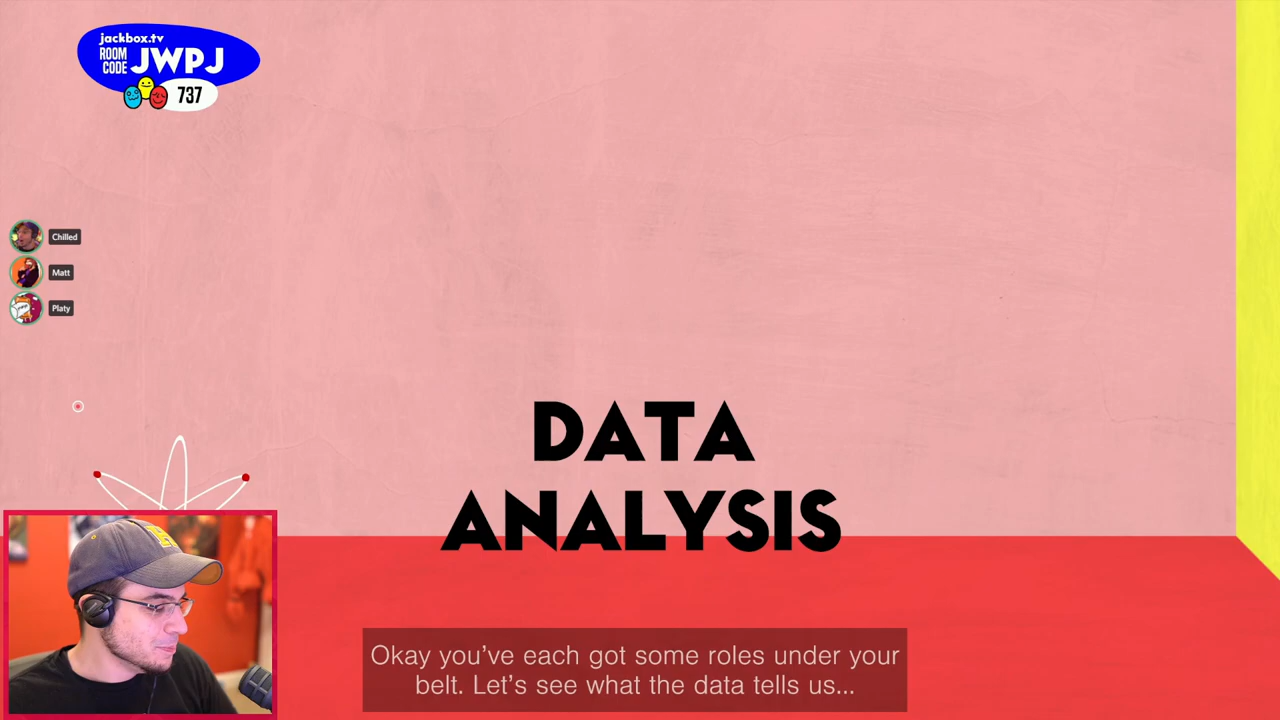 jackbox.tv
ROOM
CODE
JWPJ
737
Chilled
Matt
Platy
DATA
ANALYSIS
Okay you've each got some roles under your
belt. Let's see what the data tells us...